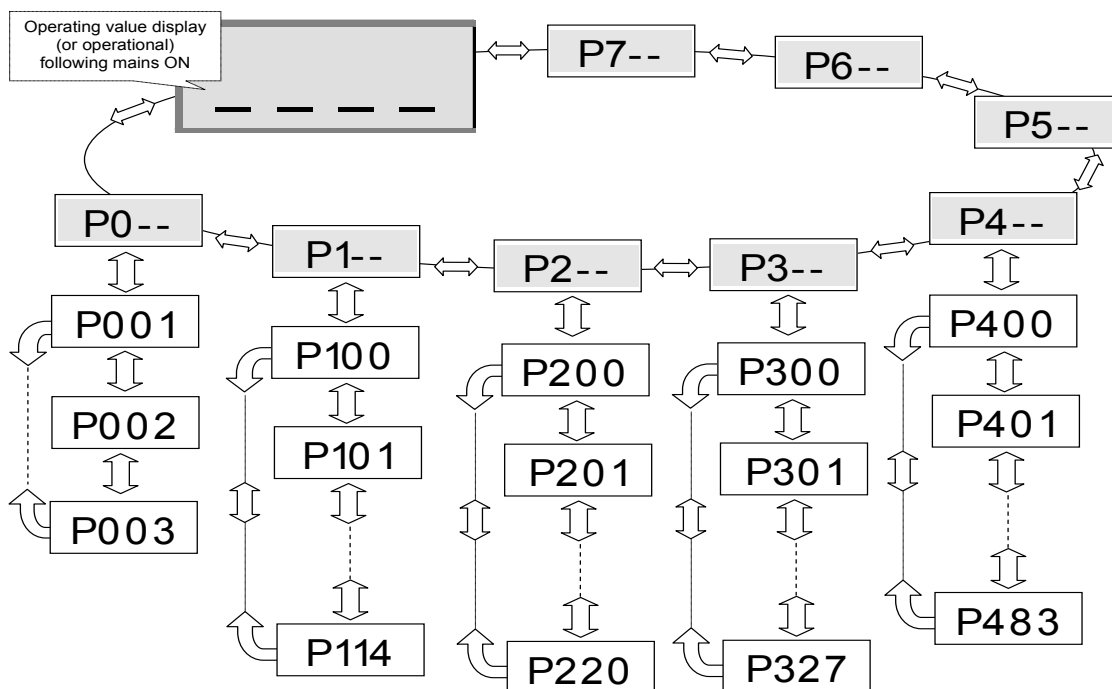 Operating value display
(or operational)
following mains ON
_ _ _ _
P7--
P6--
P5--
P0--
P1--
P2--
P3--
P4--
P001
P002
P003
P100
P101
P114
P200
P201
P220
P300
P301
P327
P400
P401
P483